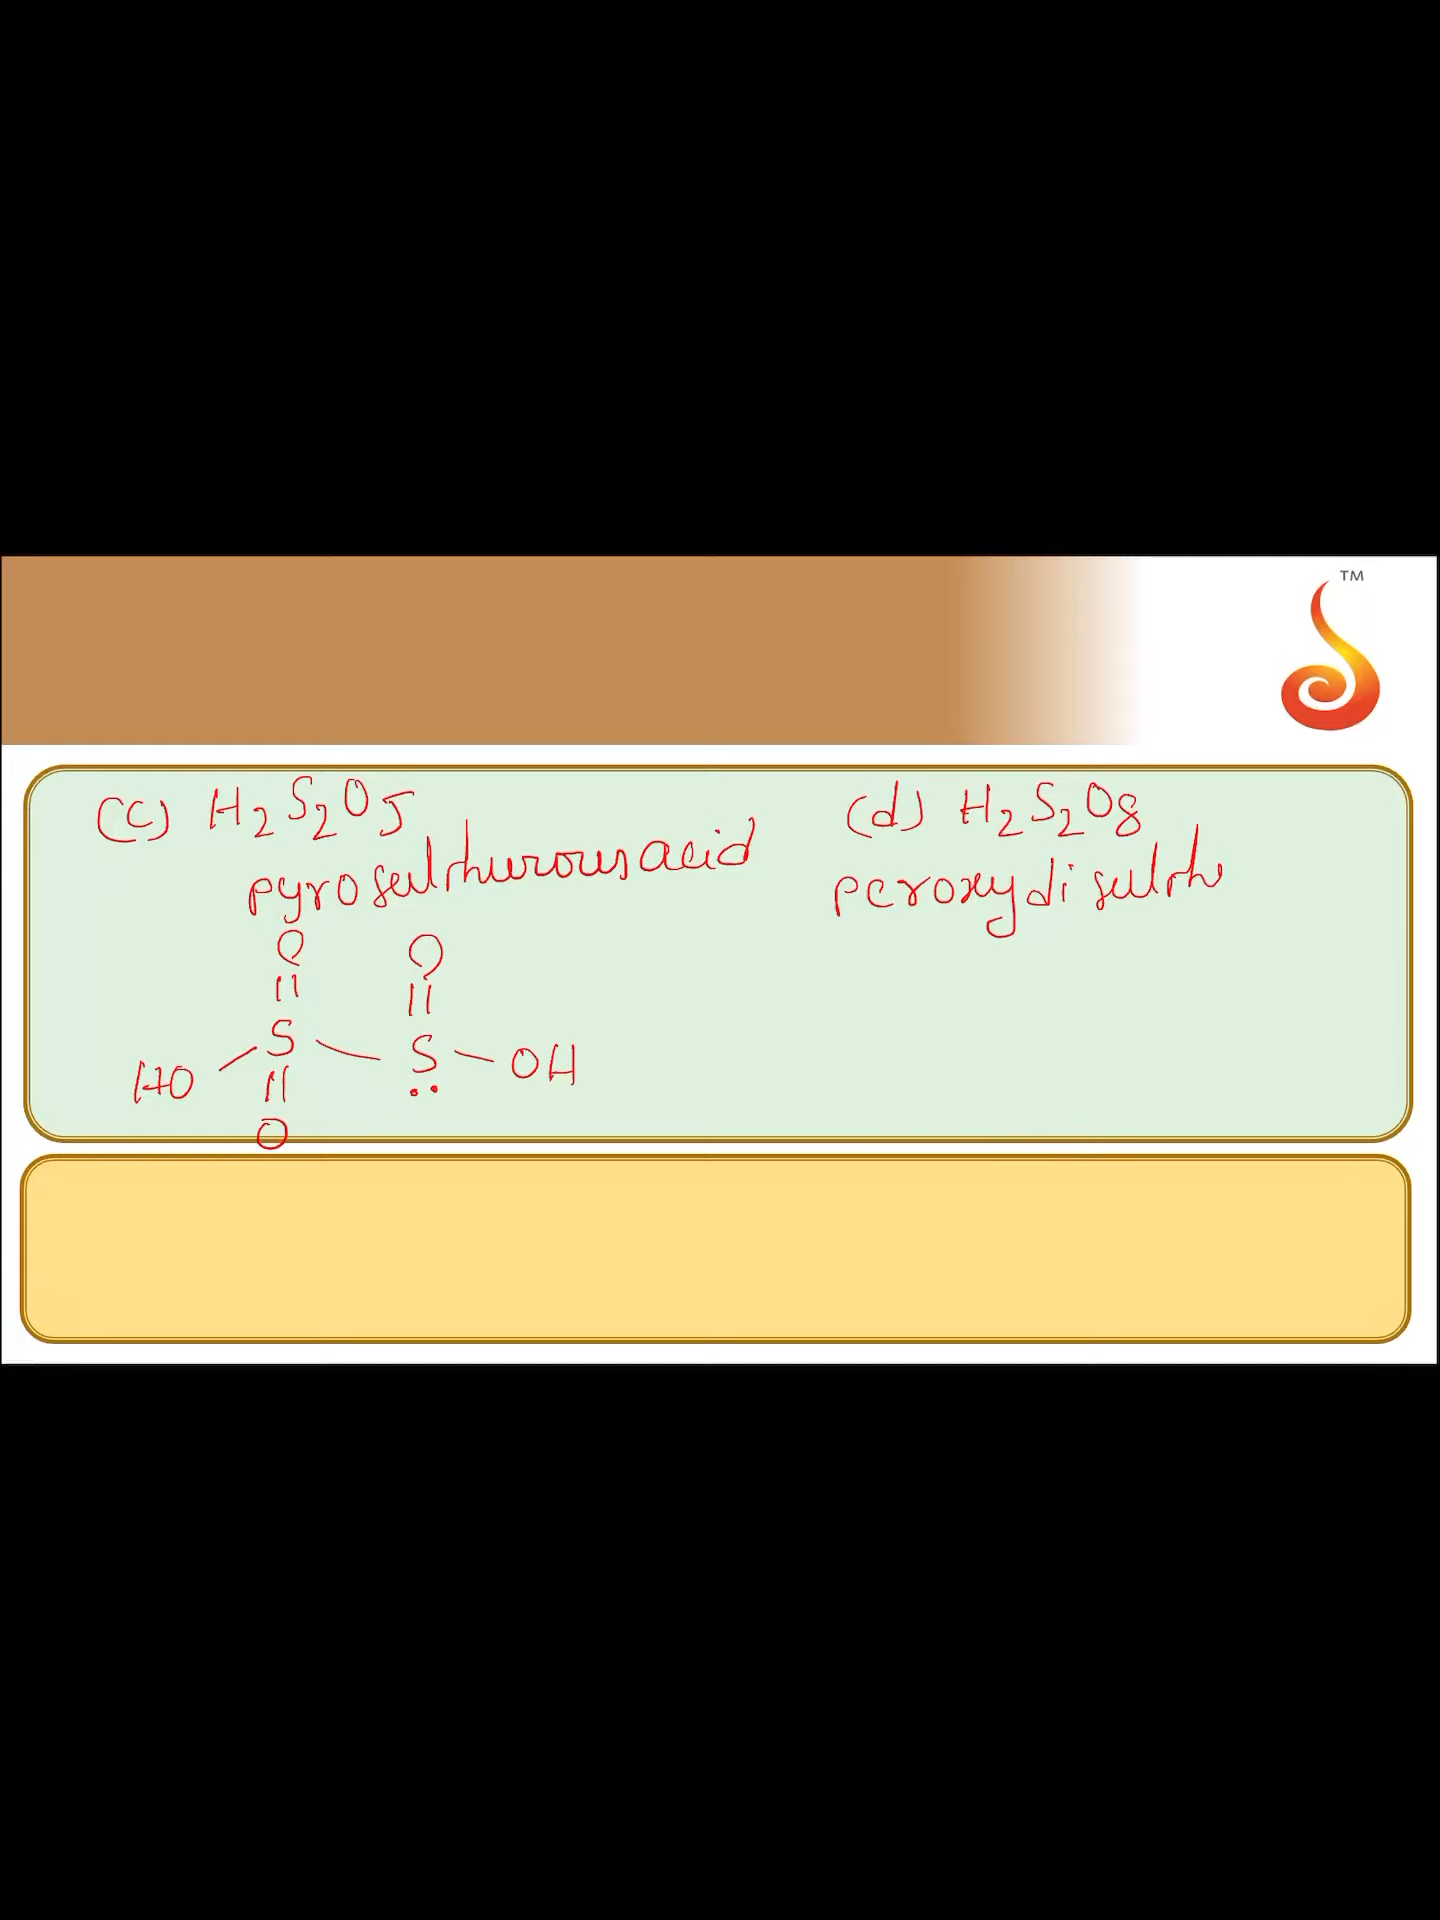 TM
(c) H2S2O5
pyrosulphurous acid
(d) H2S2O8
peroxydisulph
O O
|| ||
HO S S OH
||
O